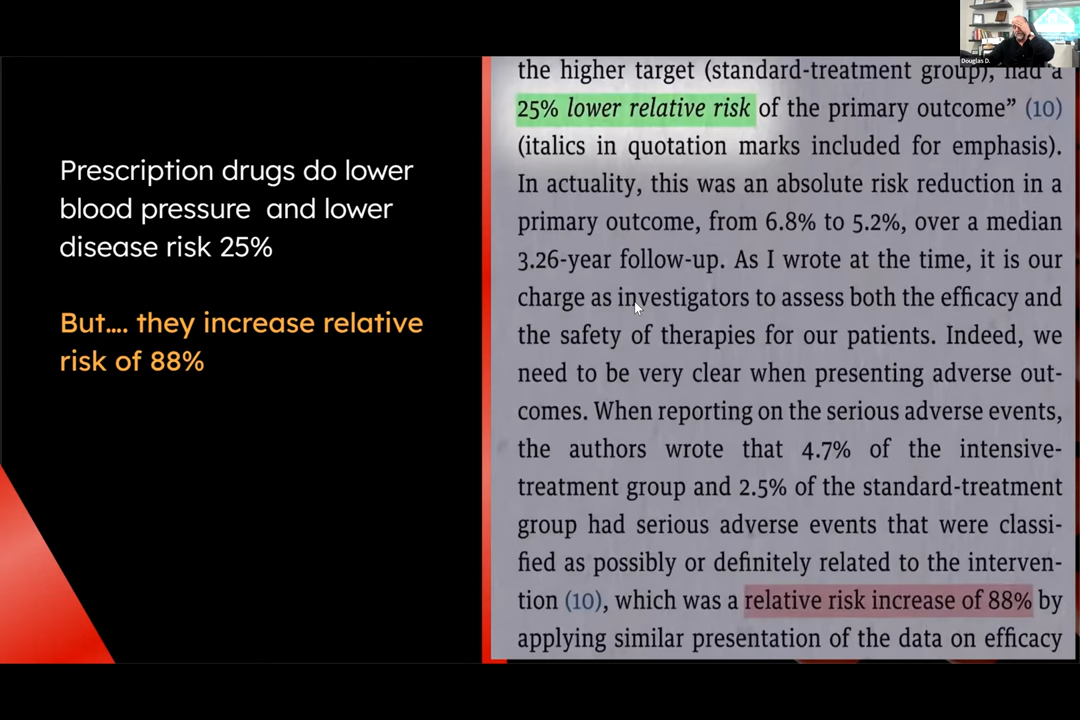 Douglas D.
Prescription drugs do lower
blood pressure and lower
disease risk 25%
But.... they increase relative
risk of 88%
the higher target (standard-treatment group), had a
25% lower relative risk of the primary outcome” (10)
(italics in quotation marks included for emphasis).
In actuality, this was an absolute risk reduction in a
primary outcome, from 6.8% to 5.2%, over a median
3.26-year follow-up. As I wrote at the time, it is our
charge as investigators to assess both the efficacy and
the safety of therapies for our patients. Indeed, we
need to be very clear when presenting adverse out-
comes. When reporting on the serious adverse events,
the authors wrote that 4.7% of the intensive-
treatment group and 2.5% of the standard-treatment
group had serious adverse events that were classi-
fied as possibly or definitely related to the interven-
tion (10), which was a relative risk increase of 88% by
applying similar presentation of the data on efficacy